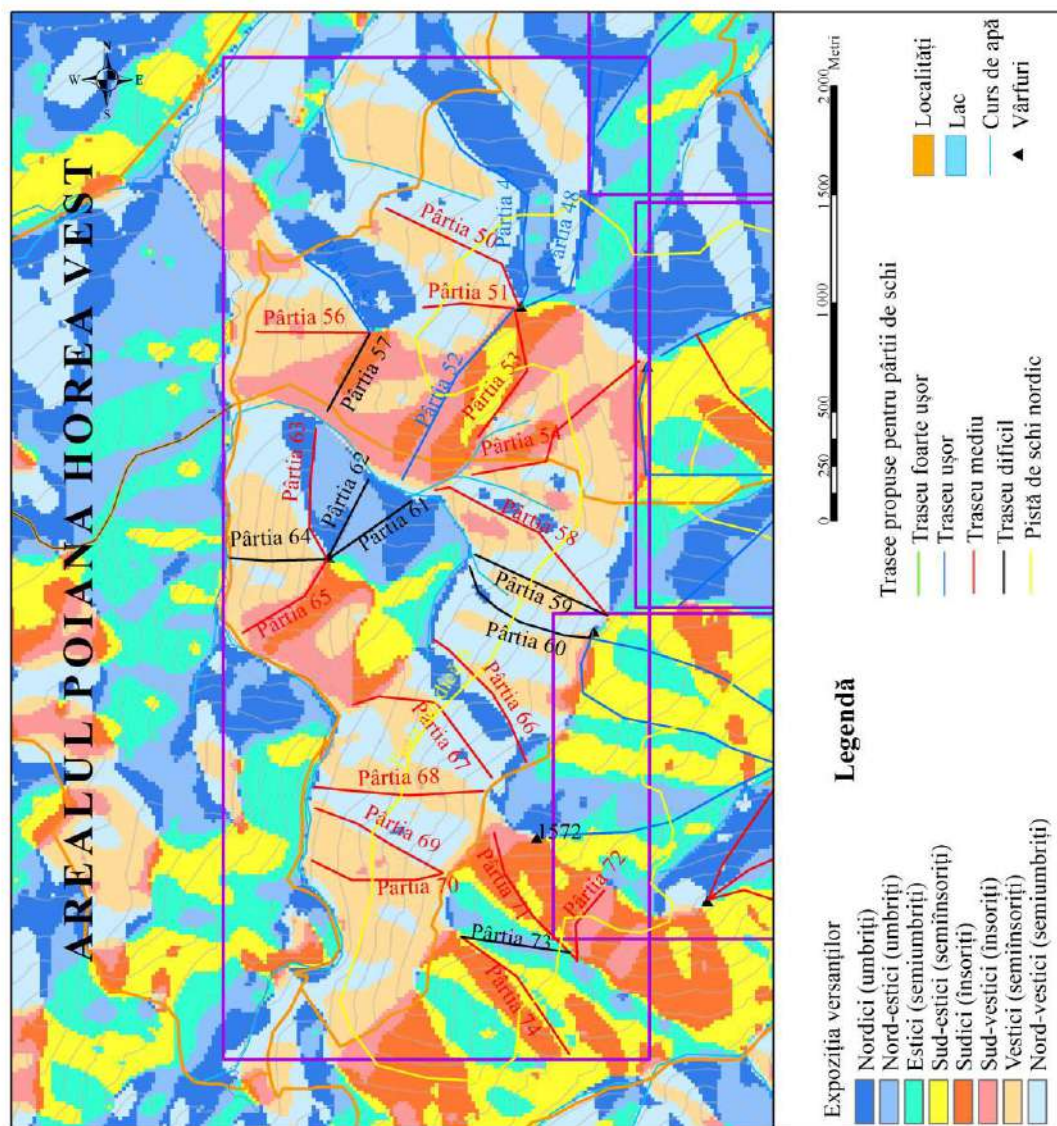 AREALUL POIANA HOREA VEST
N
W
E
S
Pârtia 56
Pârtia 57
Pârtia 50
Pârtia 4
Pârtia 48
Pârtia 51
Pârtia 52
Pârtia 53
Pârtia 54
Pârtia 63
Pârtia 62
Pârtia 61
Pârtia 64
Pârtia 65
Pârtia 58
Pârtia 59
Pârtia 60
Pârtia 66
Pârtia 67
Pârtia 68
Pârtia 69
Pârtia 70
Pârtia 71
Pârtia 72
Pârtia 73
Pârtia 74
1572
Legendă
Expoziția versanților
Nordici (umbriți)
Nord-estici (umbriți)
Estici (semiumbriți)
Sud-estici (semiînsoriți)
Sudici (însoriți)
Sud-vestici (însoriți)
Vestici (semiînsoriți)
Nord-vestici (semiumbriți)
0 250 500 1 000 1 500 2 000
Metri
Trasee propuse pentru pârtii de schi
Traseu foarte ușor
Traseu ușor
Traseu mediu
Traseu dificil
Pistă de schi nordic
Localități
Lac
Curs de apă
Vârfuri